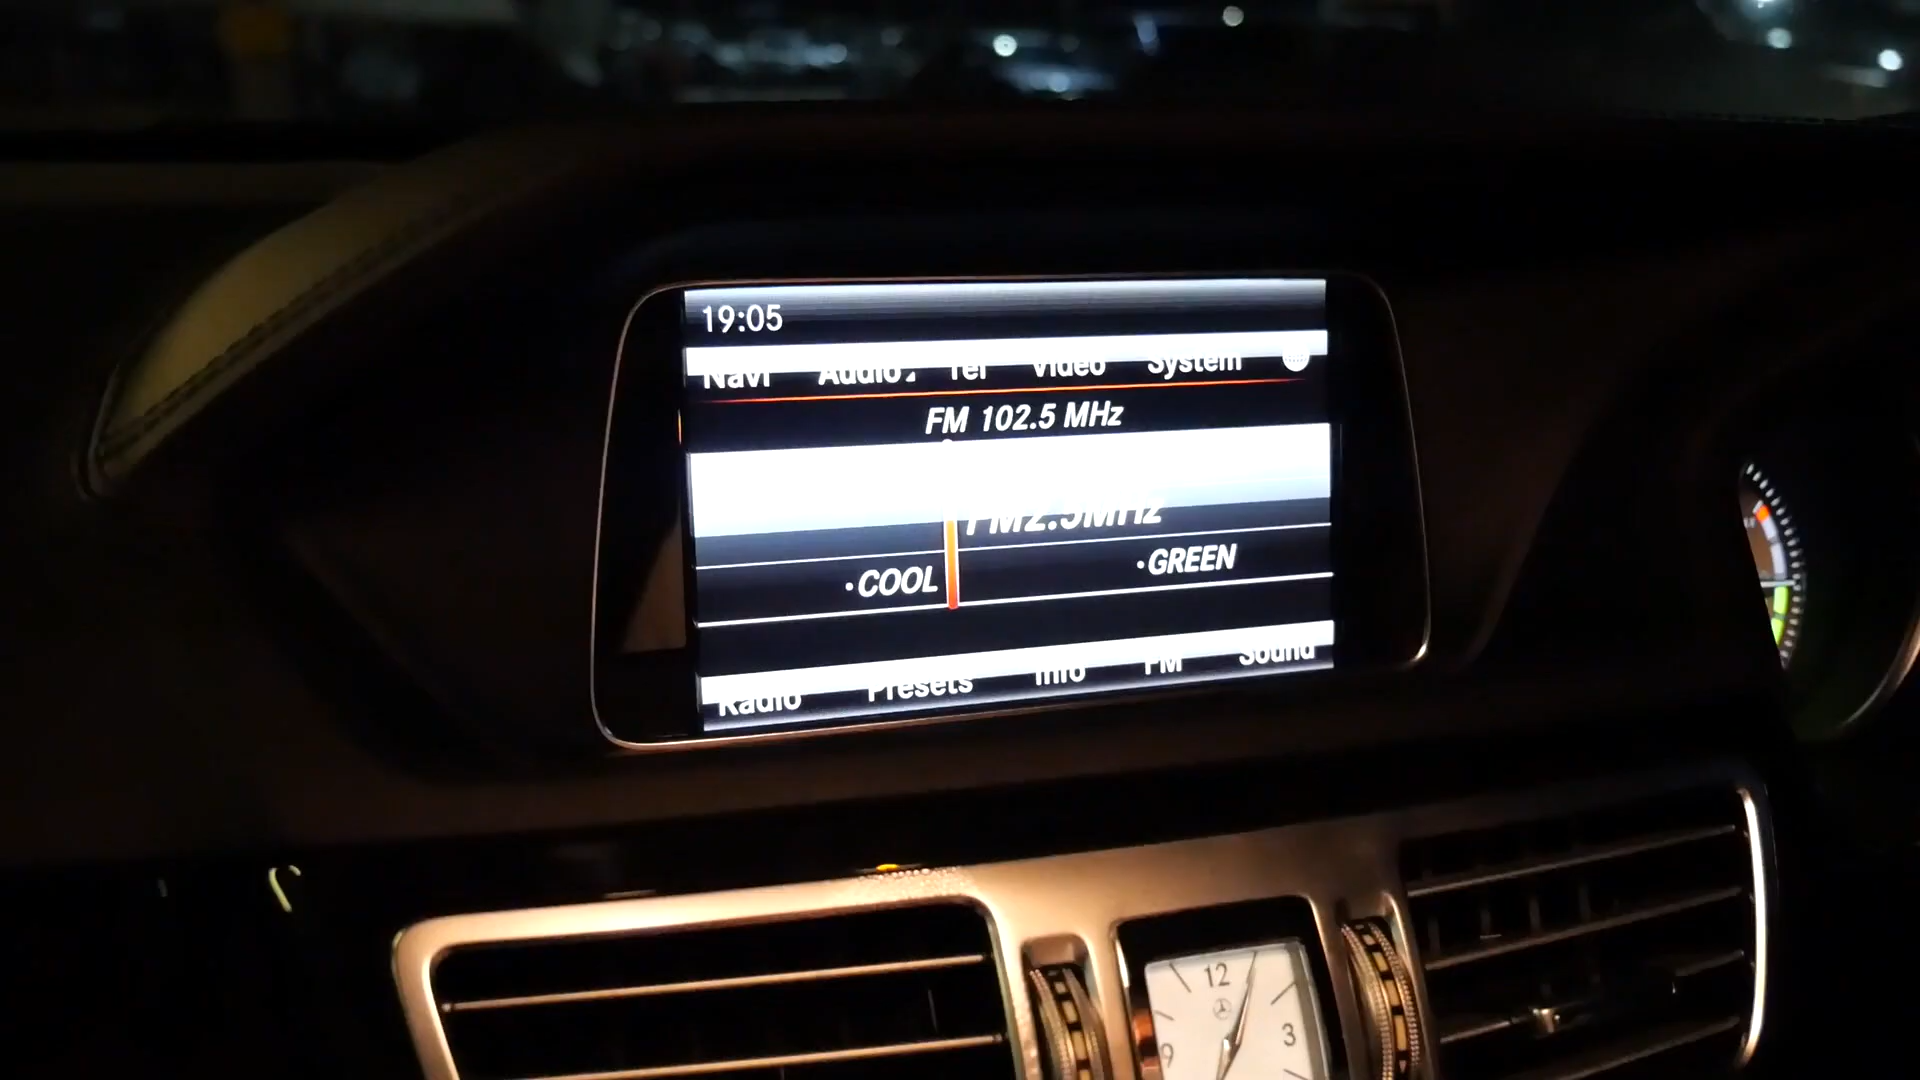 19:05
Navi Audio Tel Video System
FM 102.5 MHz
FM2.5MHz
·COOL ·GREEN
Radio Presets Info FM Sound
12
3
9